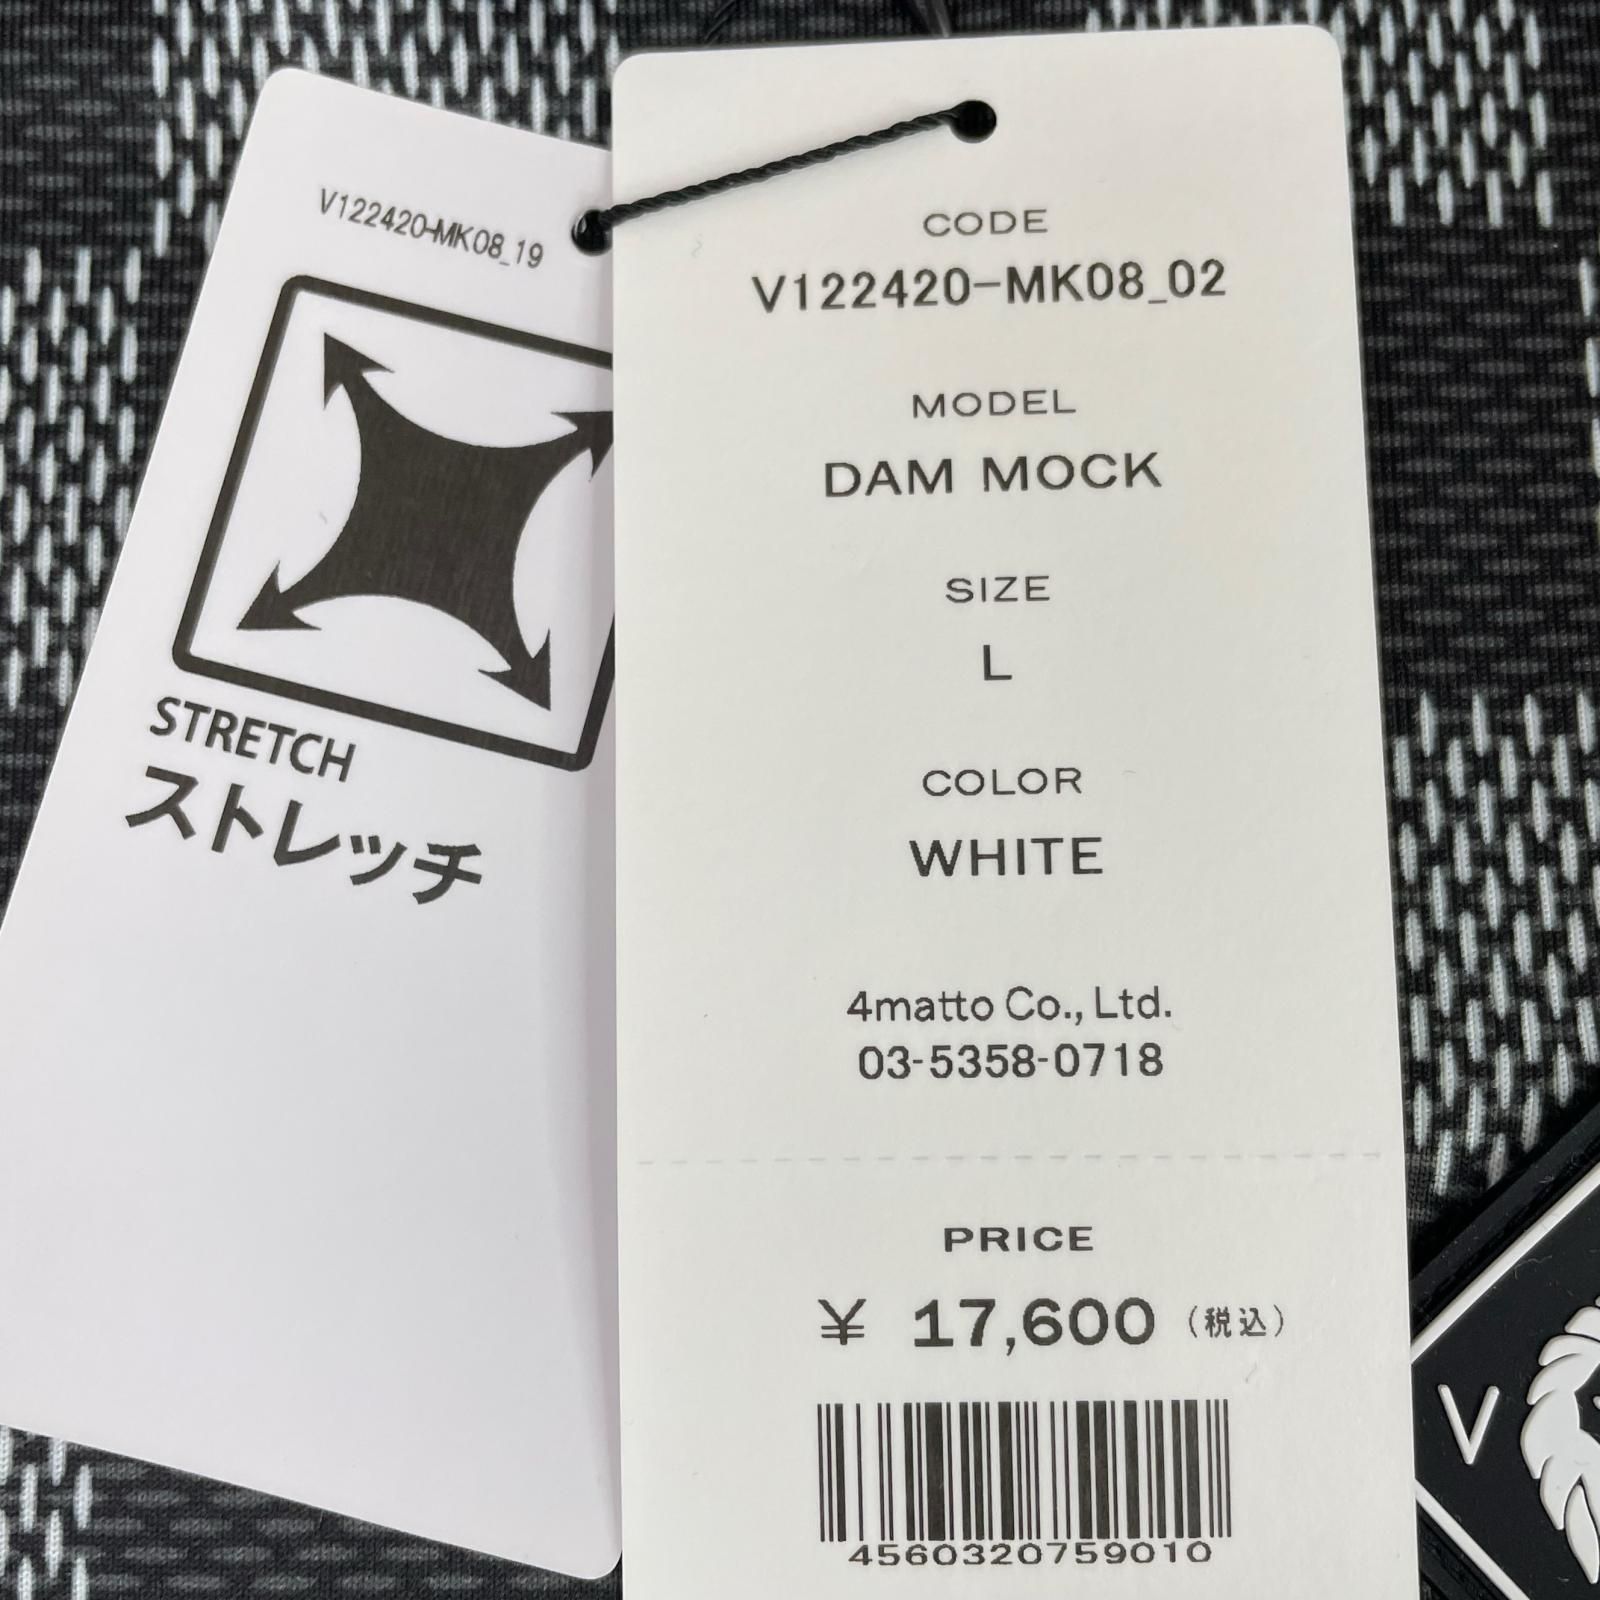 V122420-MK08_19
STRETCH
ストレッチ
CODE
V122420-MK08_02
MODEL
DAM MOCK
SIZE
L
COLOR
WHITE
4matto Co., Ltd.
03-5358-0718
PRICE
¥ 17,600 (税込)
4560320759010
V